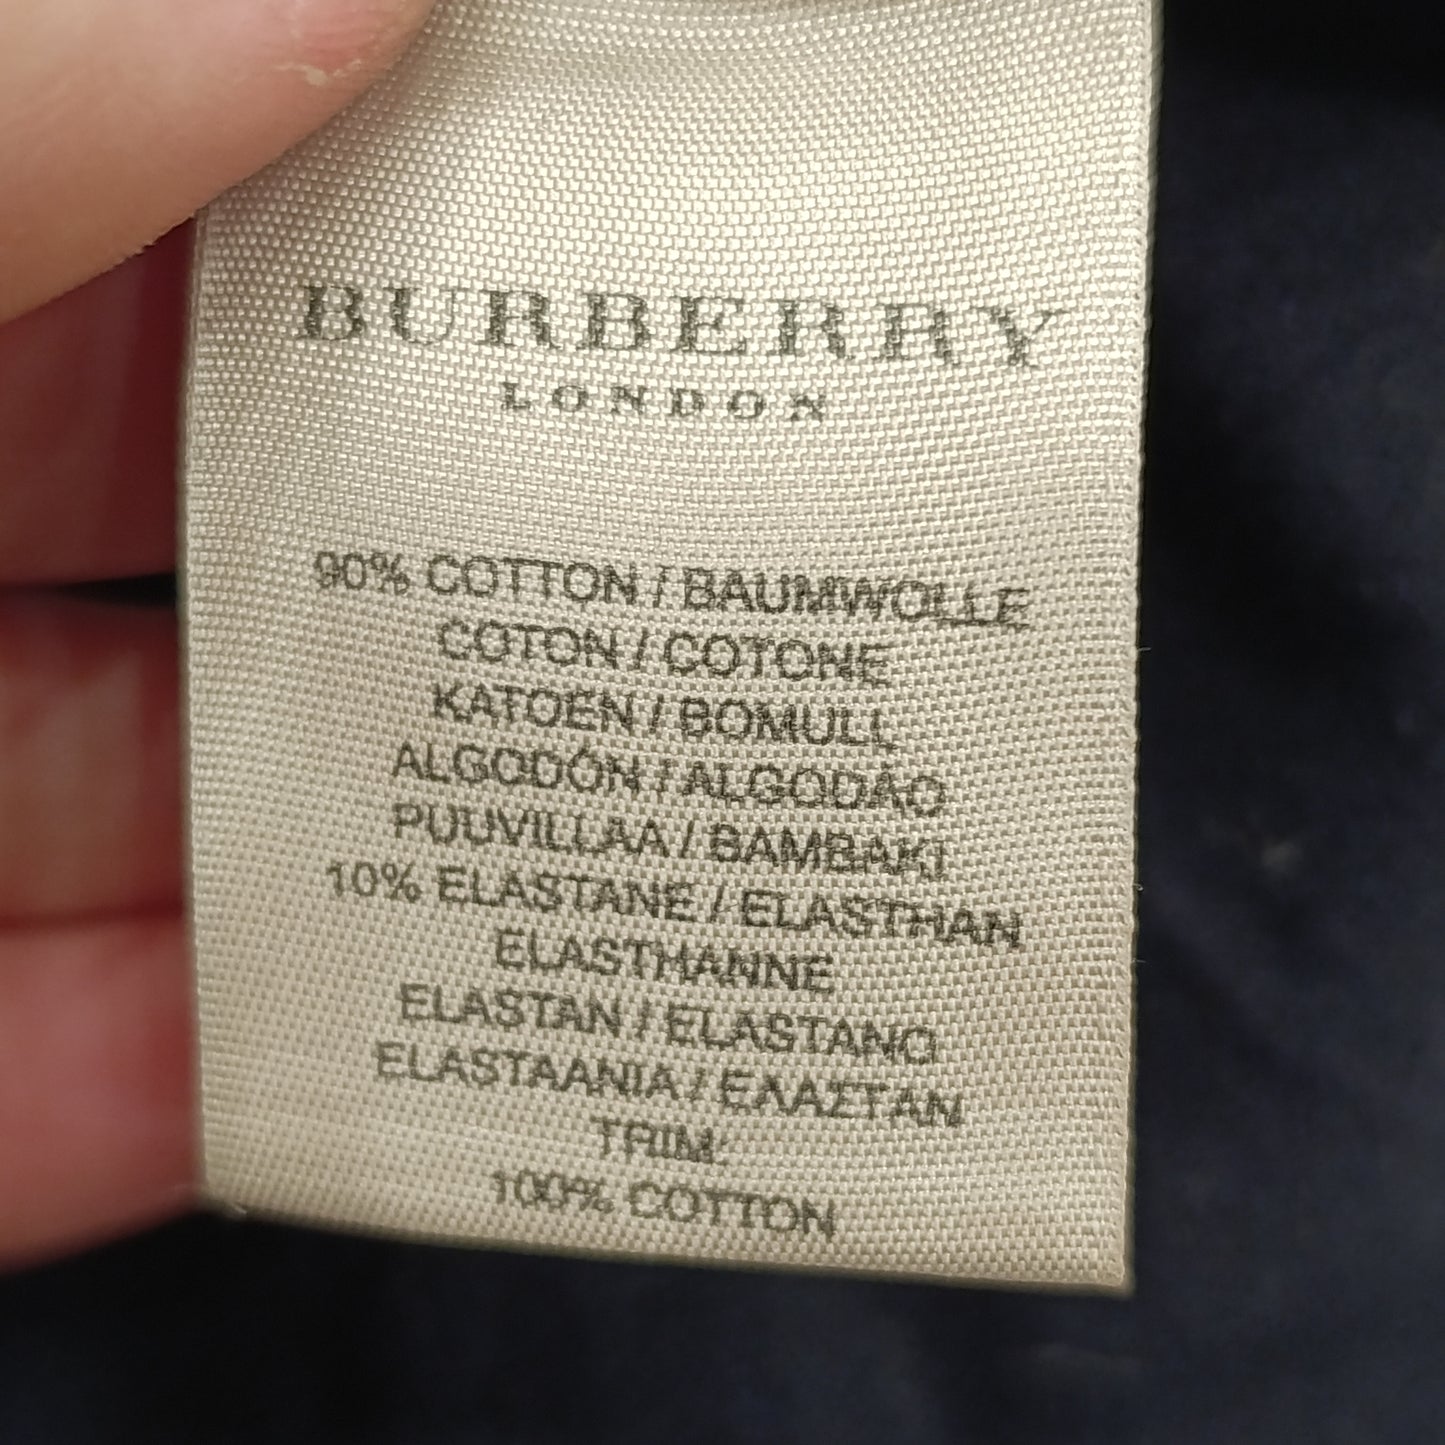 BURBERRY
LONDON
90% COTTON / BAUMWOLLE
COTON / COTONE
KATOEN / BOMULL
ALGODÓN / ALGODÃO
PUUVILLAA / BAMBAKI
10% ELASTANE / ELASTHAN
ELASTHANNE
ELASTAN / ELASTANO
ELASTAANIA / ΕΛΑΣΤΑΝ
TRIM:
100% COTTON